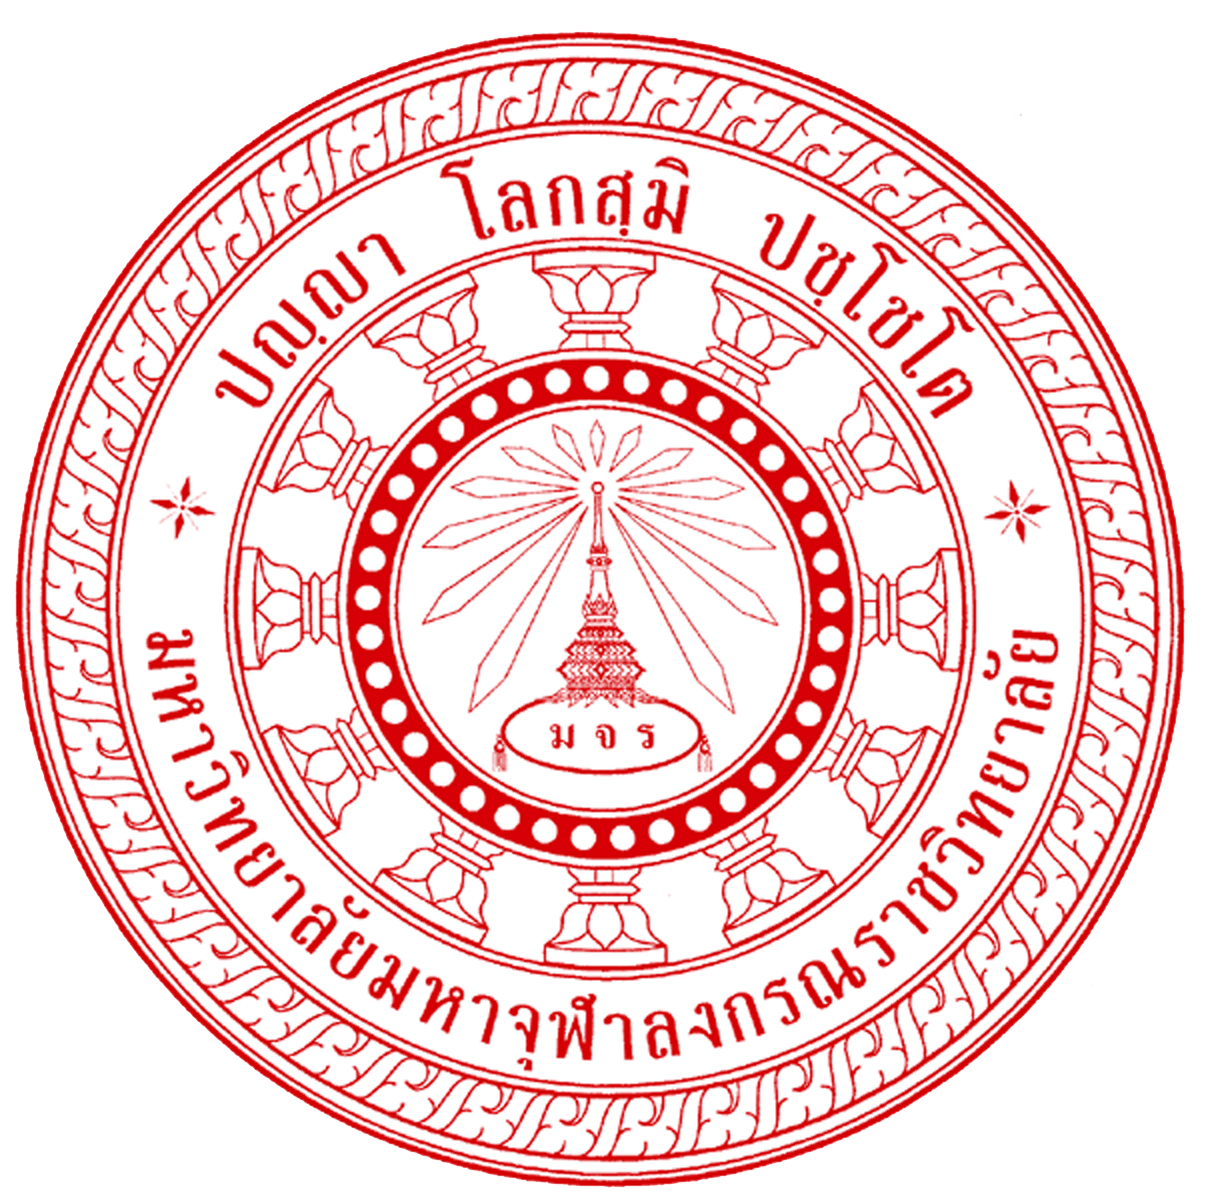 ปญฺญา โลกสฺมิ ปชฺโชโต
ม จ ร
มหาวิทยาลัยมหาจุฬาลงกรณราชวิทยาลัย